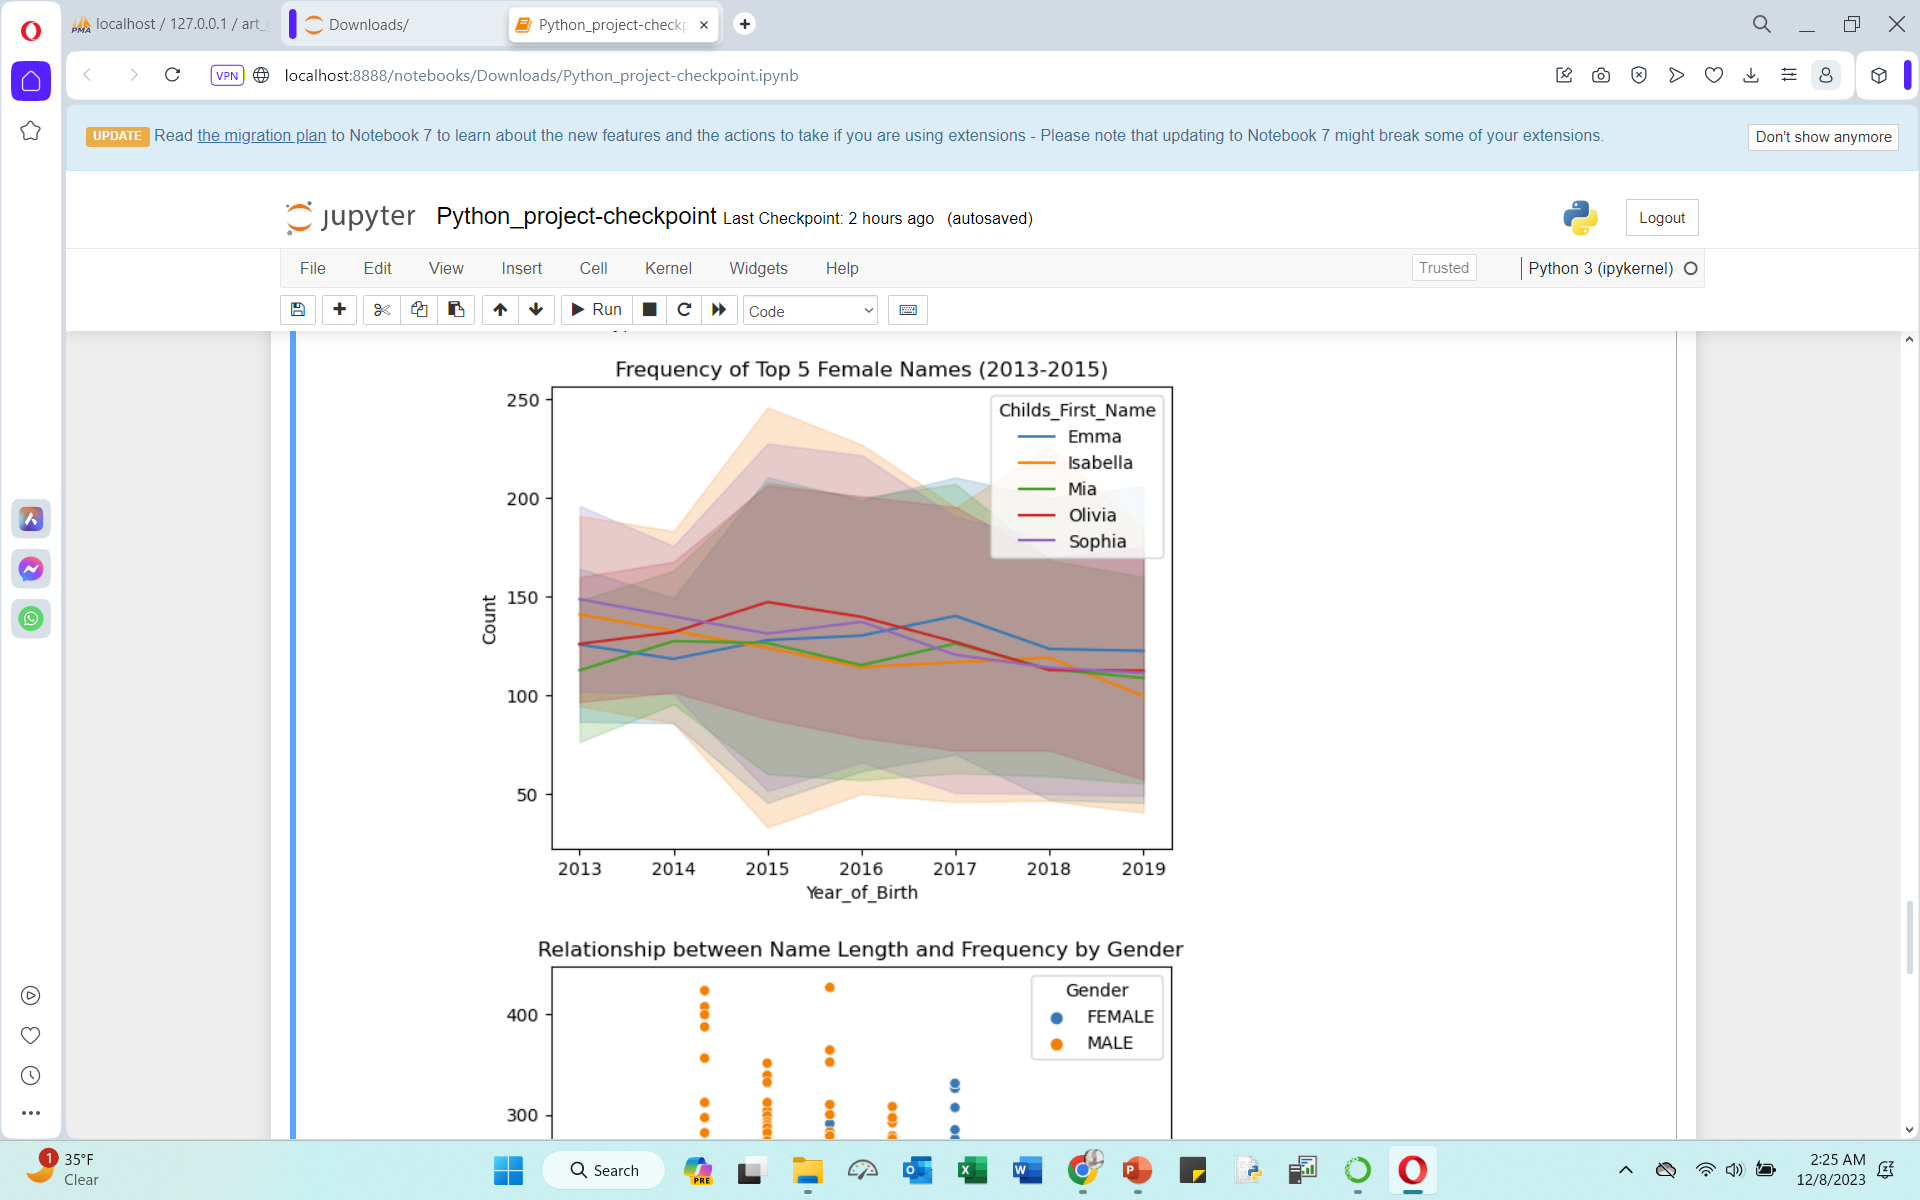 localhost / 127.0.0.1 / art_
Downloads/
Python_project-check
VPN
localhost:8888/notebooks/Downloads/Python_project-checkpoint.ipynb
UPDATE Read the migration plan to Notebook 7 to learn about the new features and the actions to take if you are using extensions - Please note that updating to Notebook 7 might break some of your extensions.
Don't show anymore
jupyter Python_project-checkpoint Last Checkpoint: 2 hours ago (autosaved)
Logout
File Edit View Insert Cell Kernel Widgets Help
Trusted
Python 3 (ipykernel)
Run
Code
Frequency of Top 5 Female Names (2013-2015)
250
200
150
100
50
Count
Childs_First_Name
Emma
Isabella
Mia
Olivia
Sophia
2013 2014 2015 2016 2017 2018 2019
Year_of_Birth
Relationship between Name Length and Frequency by Gender
400
300
Gender
FEMALE
MALE
1
35°F
Clear
Search
PRE
2:25 AM
12/8/2023